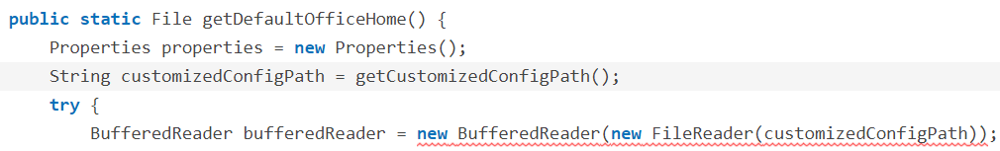 public static File getDefaultOfficeHome() {
    Properties properties = new Properties();
    String customizedConfigPath = getCustomizedConfigPath();
    try {
        BufferedReader bufferedReader = new BufferedReader(new FileReader(customizedConfigPath));